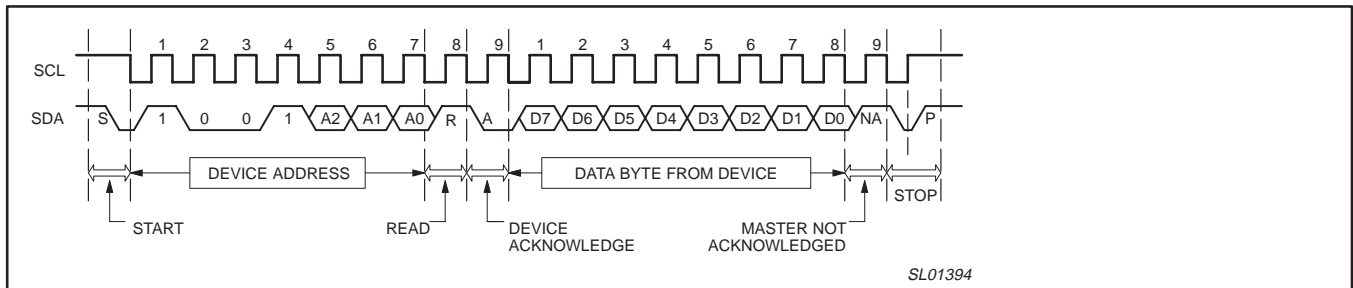 1 2 3 4 5 6 7 8 9 1 2 3 4 5 6 7 8 9
SCL
SDA S 1 0 0 1 A2 A1 A0 R A D7 D6 D5 D4 D3 D2 D1 D0 NA P
DEVICE ADDRESS DATA BYTE FROM DEVICE
STOP
START READ DEVICE MASTER NOT
ACKNOWLEDGE ACKNOWLEDGED
SL01394